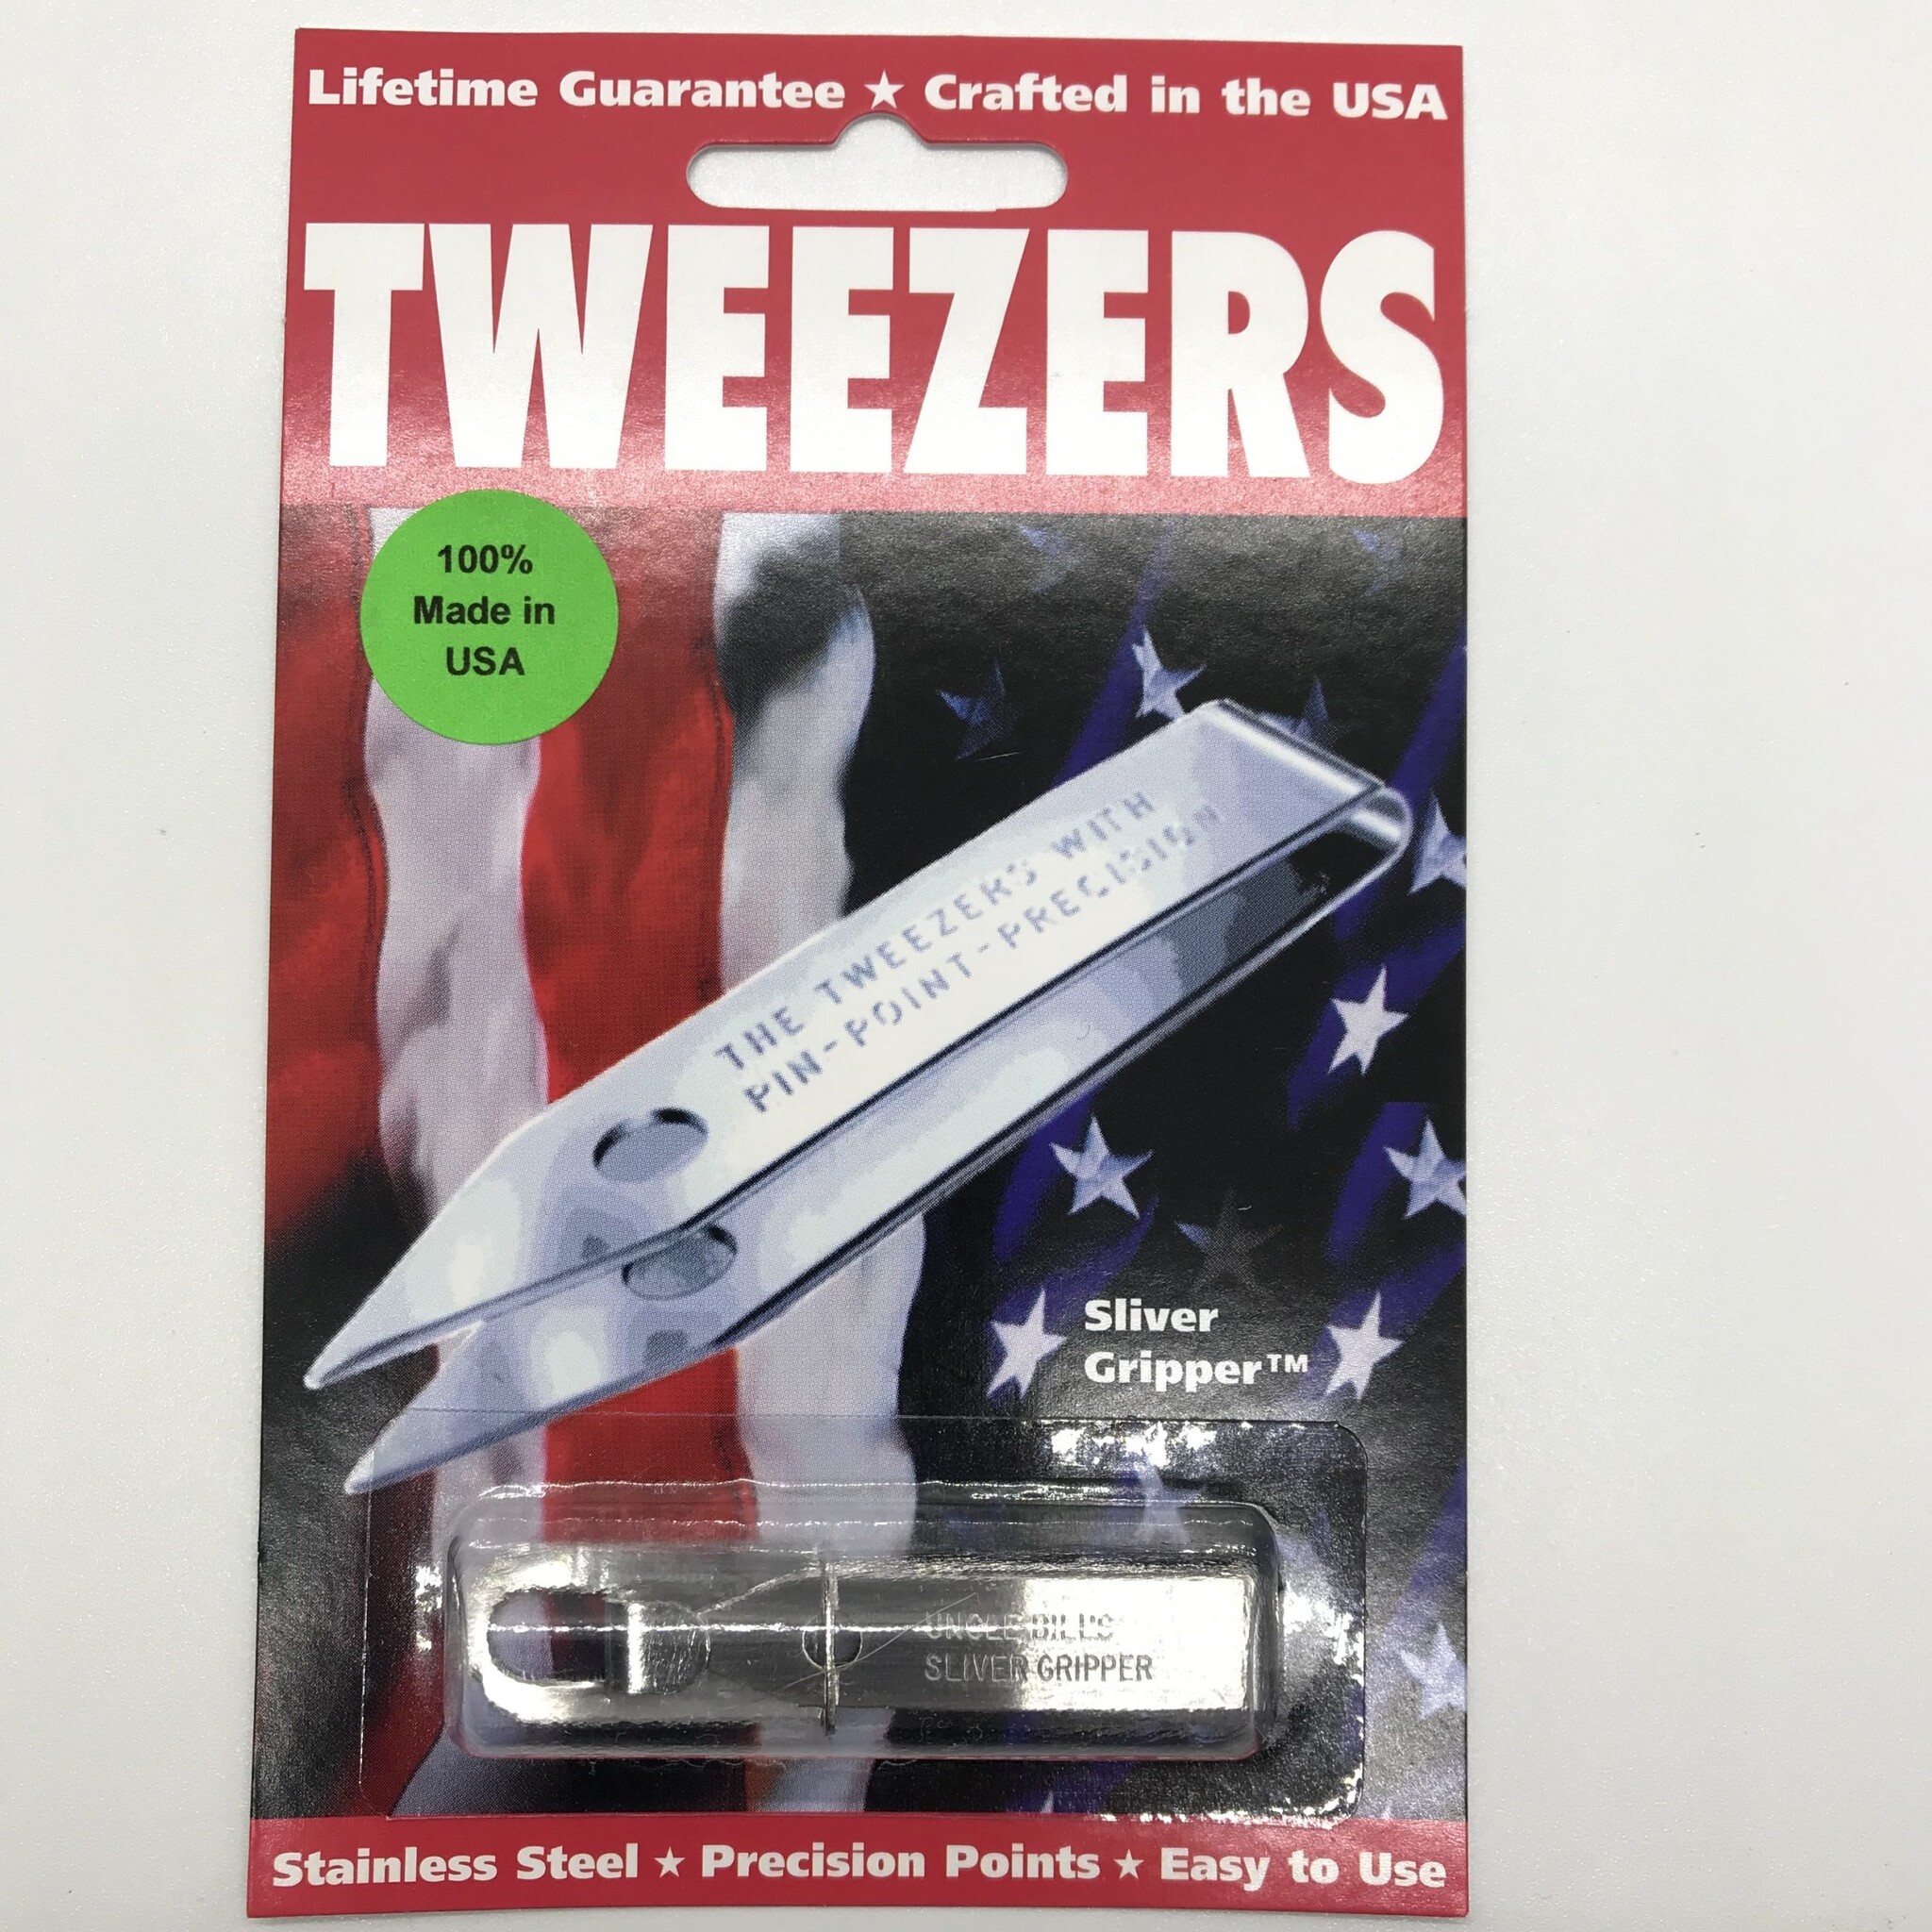 Lifetime Guarantee ★ Crafted in the USA
TWEEZERS
100%
Made in
USA
THE TWEEZERS WITH
PIN-POINT-PRECISION
Sliver
Gripper™
UNCLE BILL'S
SLIVER GRIPPER
Stainless Steel ★ Precision Points ★ Easy to Use